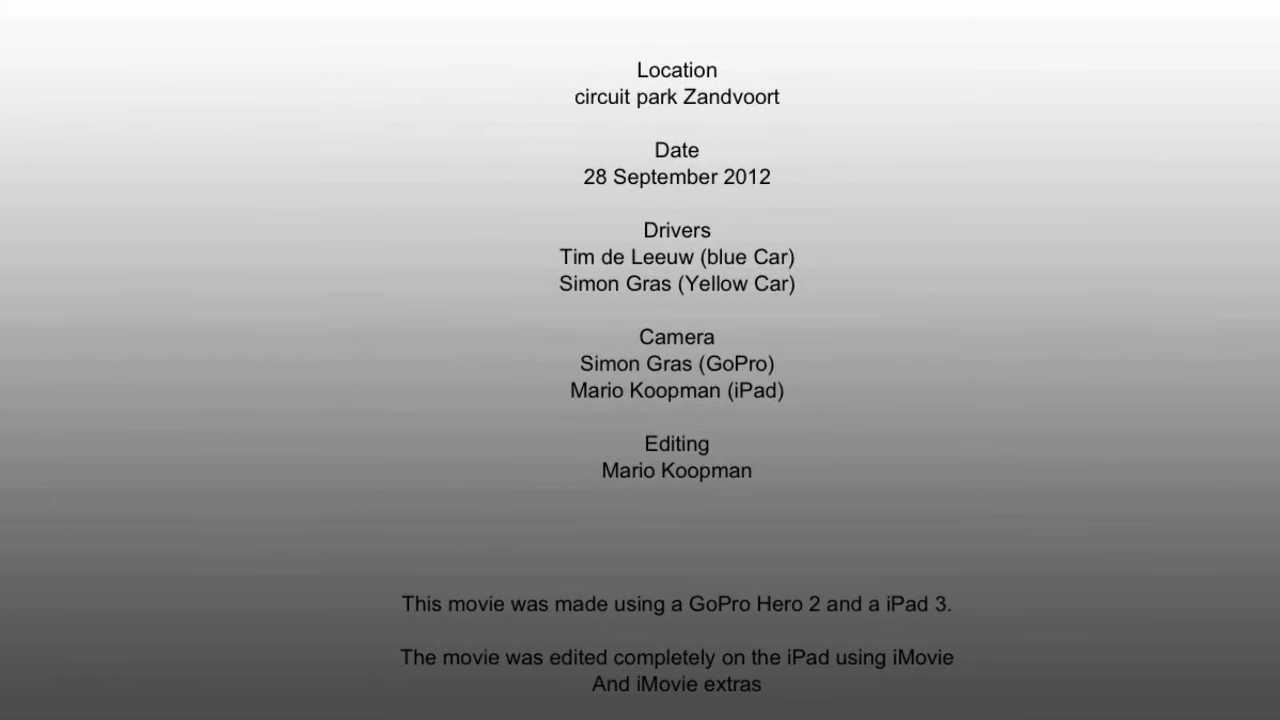 Location
circuit park Zandvoort
Date
28 September 2012
Drivers
Tim de Leeuw (blue Car)
Simon Gras (Yellow Car)
Camera
Simon Gras (GoPro)
Mario Koopman (iPad)
Editing
Mario Koopman
This movie was made using a GoPro Hero 2 and a iPad 3.
The movie was edited completely on the iPad using iMovie
And iMovie extras